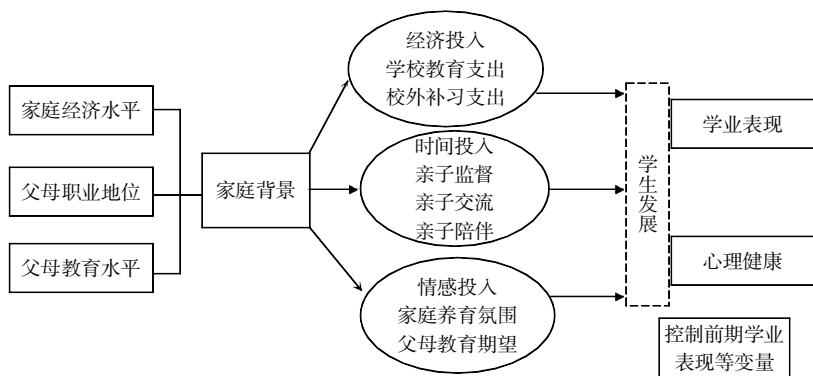 家庭经济水平
父母职业地位
父母教育水平
家庭背景
经济投入
学校教育支出
校外补习支出
时间投入
亲子监督
亲子交流
亲子陪伴
情感投入
家庭养育氛围
父母教育期望
学生发展
学业表现
心理健康
控制前期学业
表现等变量